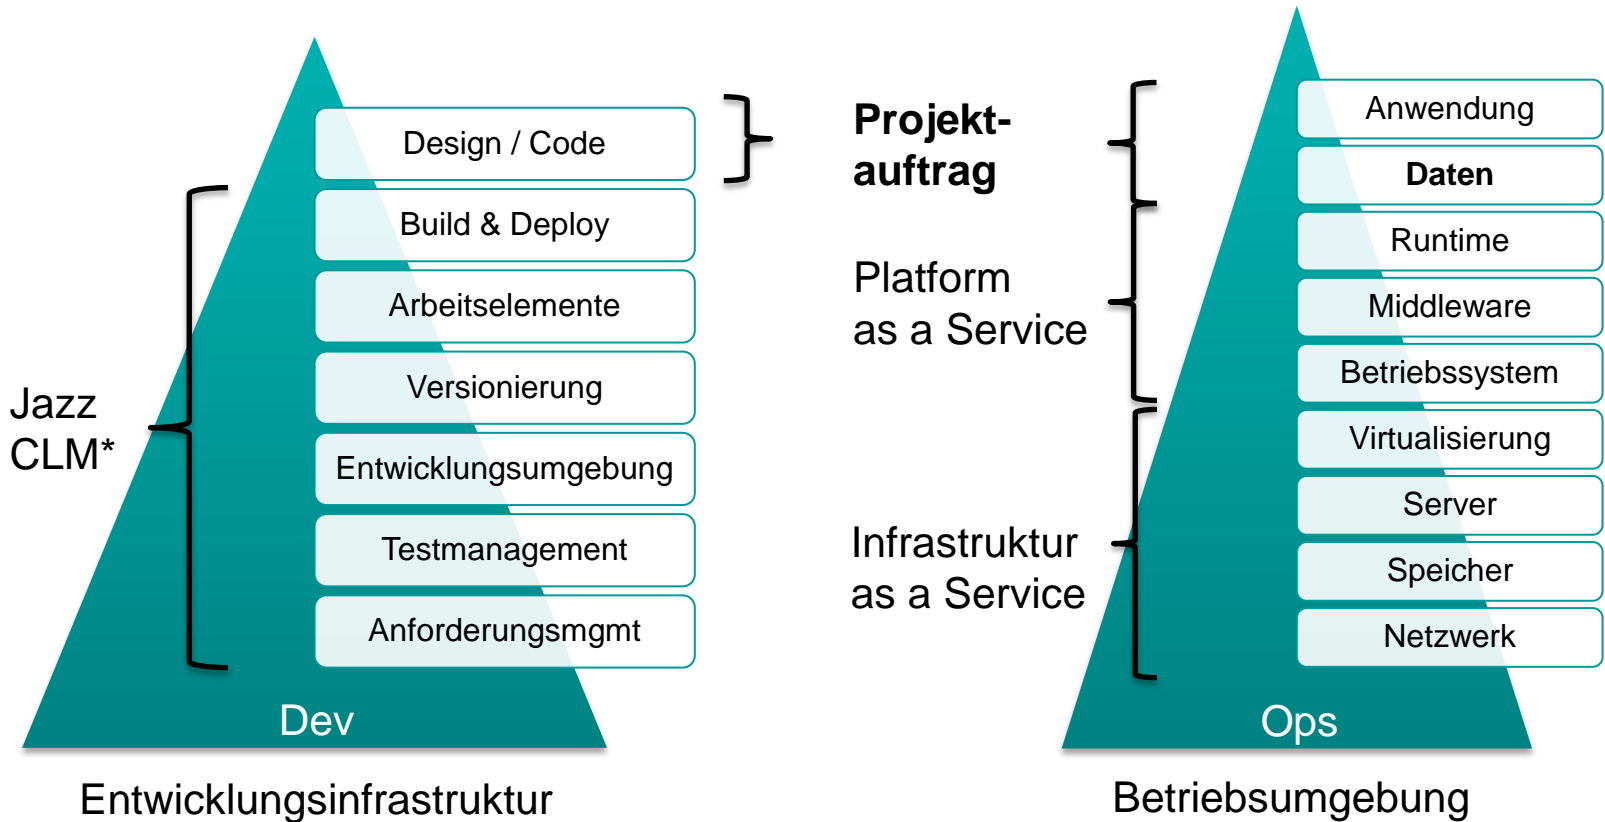 Design / Code
Build & Deploy
Arbeitselemente
Versionierung
Entwicklungsumgebung
Testmanagement
Anforderungsmgmt
Jazz
CLM*
Dev
Entwicklungsinfrastruktur
Projekt-
auftrag
Platform
as a Service
Infrastruktur
as a Service
Anwendung
Daten
Runtime
Middleware
Betriebssystem
Virtualisierung
Server
Speicher
Netzwerk
Ops
Betriebsumgebung